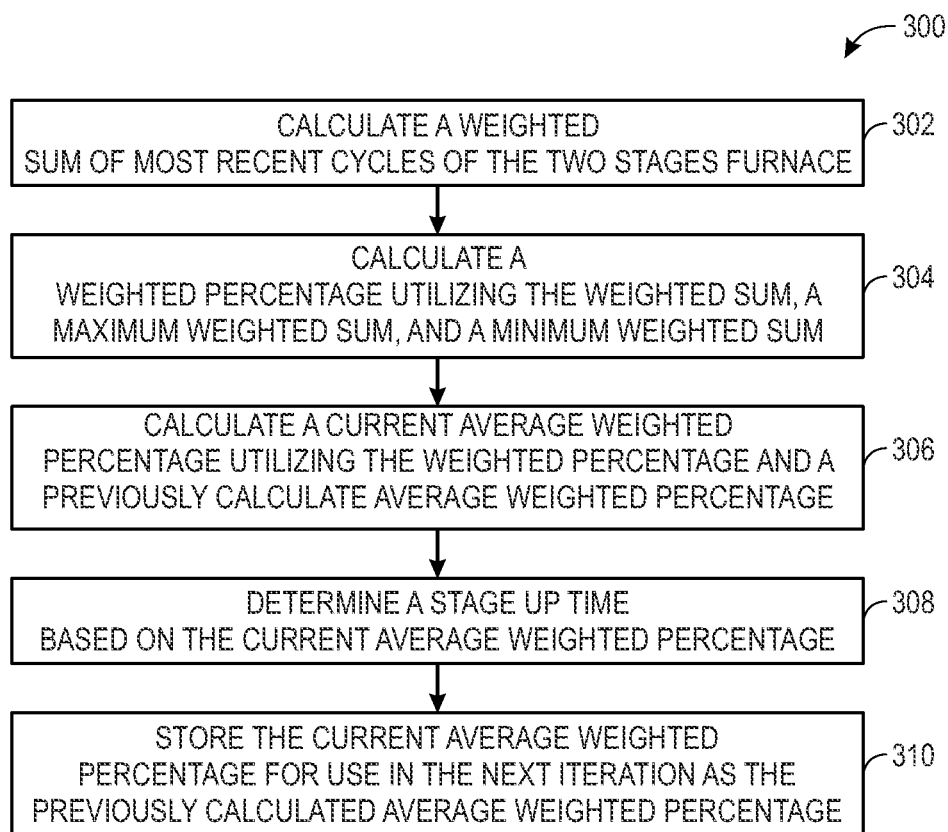 300
CALCULATE A WEIGHTED
SUM OF MOST RECENT CYCLES OF THE TWO STAGES FURNACE
302
CALCULATE A
WEIGHTED PERCENTAGE UTILIZING THE WEIGHTED SUM, A
MAXIMUM WEIGHTED SUM, AND A MINIMUM WEIGHTED SUM
304
CALCULATE A CURRENT AVERAGE WEIGHTED
PERCENTAGE UTILIZING THE WEIGHTED PERCENTAGE AND A
PREVIOUSLY CALCULATE AVERAGE WEIGHTED PERCENTAGE
306
DETERMINE A STAGE UP TIME
BASED ON THE CURRENT AVERAGE WEIGHTED PERCENTAGE
308
STORE THE CURRENT AVERAGE WEIGHTED
PERCENTAGE FOR USE IN THE NEXT ITERATION AS THE
PREVIOUSLY CALCULATED AVERAGE WEIGHTED PERCENTAGE
310